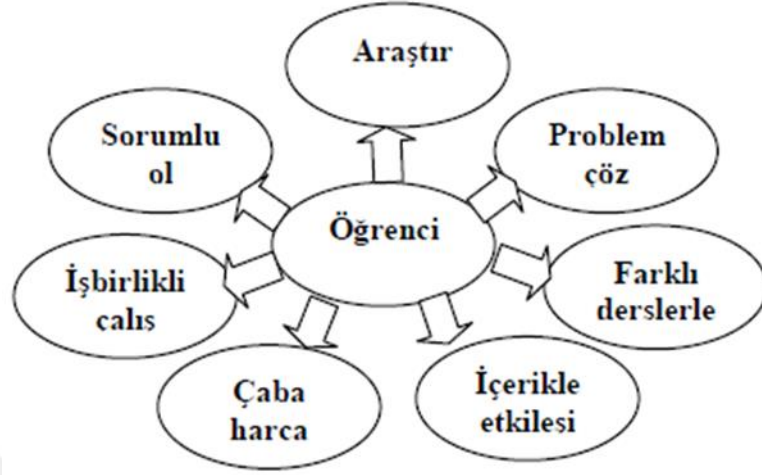 Araştır
Sorumlu
ol
Problem
çöz
Öğrenci
İşbirlikli
calıs
Farklı
derslerle
Çaba
harca
İçerikle
etkileşi